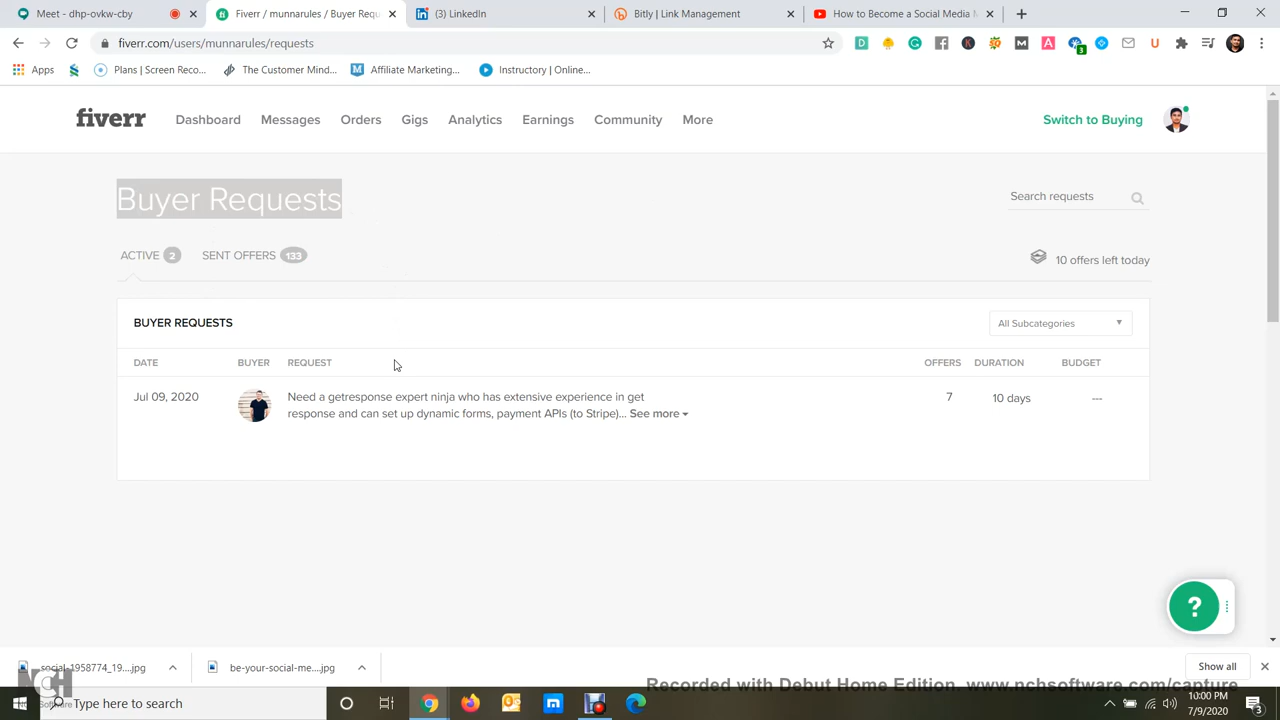 Meet - dhp-ovkw-cby
Fiverr / munnarules / Buyer Requ
(3) LinkedIn
Bitly | Link Management
How to Become a Social Media M
fiverr.com/users/munnarules/requests
Apps
Plans | Screen Reco...
The Customer Mind...
Affiliate Marketing...
Instructory | Online...
fiverr
Dashboard
Messages
Orders
Gigs
Analytics
Earnings
Community
More
Switch to Buying
Buyer Requests
Search requests
ACTIVE 2
SENT OFFERS 133
10 offers left today
BUYER REQUESTS
All Subcategories
DATE
BUYER
REQUEST
OFFERS
DURATION
BUDGET
Jul 09, 2020
Need a getresponse expert ninja who has extensive experience in get
response and can set up dynamic forms, payment APIs (to Stripe)... See more
7
10 days
---
?
social-1958774_19....jpg
be-your-social-me....jpg
Show all
NCH
Software
Recorded with Debut Home Edition. www.nchsoftware.com/capture
Type here to search
10:00 PM
7/9/2020
3